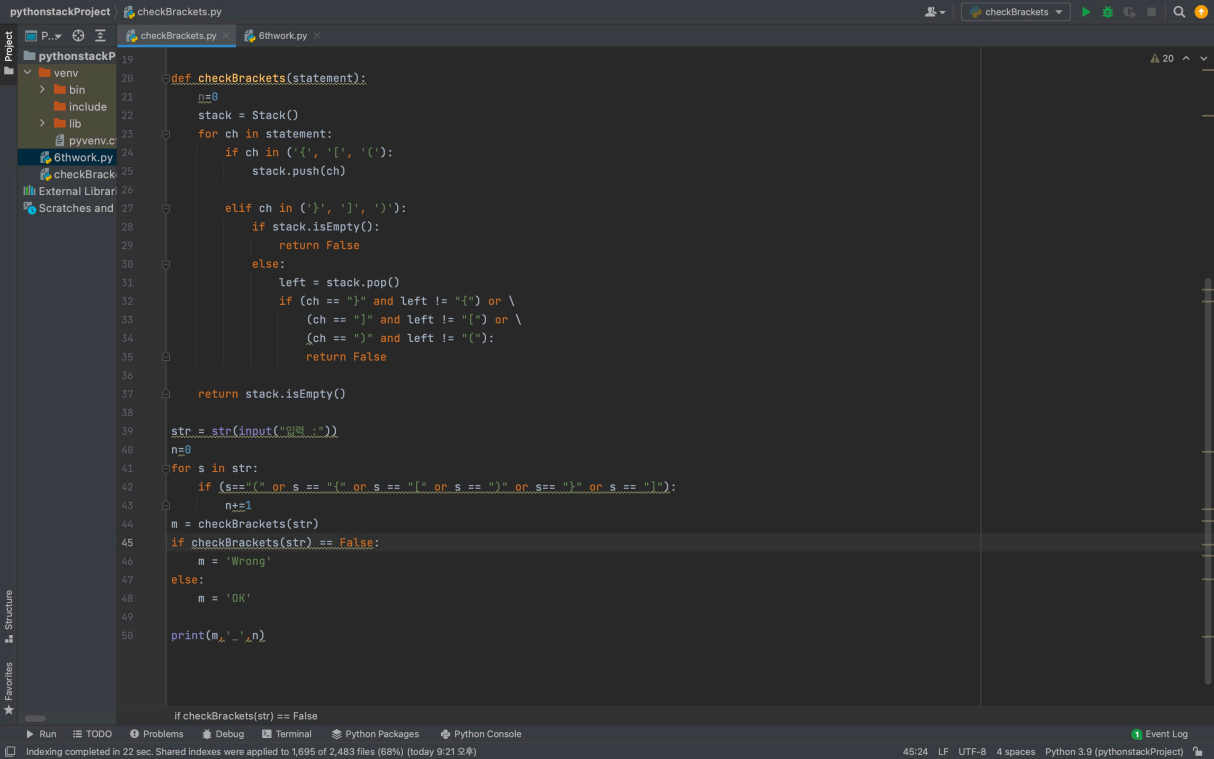 pythonstackProject checkBrackets.py checkBrackets
Project P.. checkBrackets.py 6thwork.py
pythonstackP
venv
bin
include
lib
pyvenv.c
6thwork.py
checkBrack
External Librari
Scratches and
20
19
20 def checkBrackets(statement):
21 n=0
22 stack = Stack()
23 for ch in statement:
24 if ch in ('{', '[', '('):
25 stack.push(ch)
26
27 elif ch in ('}', ']', ')'):
28 if stack.isEmpty():
29 return False
30 else:
31 left = stack.pop()
32 if (ch == "}" and left != "{") or \
33 (ch == "]" and left != "[") or \
34 (ch == ")" and left != "("):
35 return False
36
37 return stack.isEmpty()
38
39 str = str(input("입력 :"))
40 n=0
41 for s in str:
42 if (s=="(" or s == "{" or s == "[" or s == ")" or s== "}" or s == "]"):
43 n+=1
44 m = checkBrackets(str)
45 if checkBrackets(str) == False:
46 m = 'Wrong'
47 else:
48 m = 'OK'
49
50 print(m,'_',n)
Structure
Favorites
if checkBrackets(str) == False
Run TODO Problems Debug Terminal Python Packages Python Console 1 Event Log
Indexing completed in 22 sec. Shared indexes were applied to 1,695 of 2,483 files (68%) (today 9:21 오후) 45:24 LF UTF-8 4 spaces Python 3.9 (pythonstackProject)